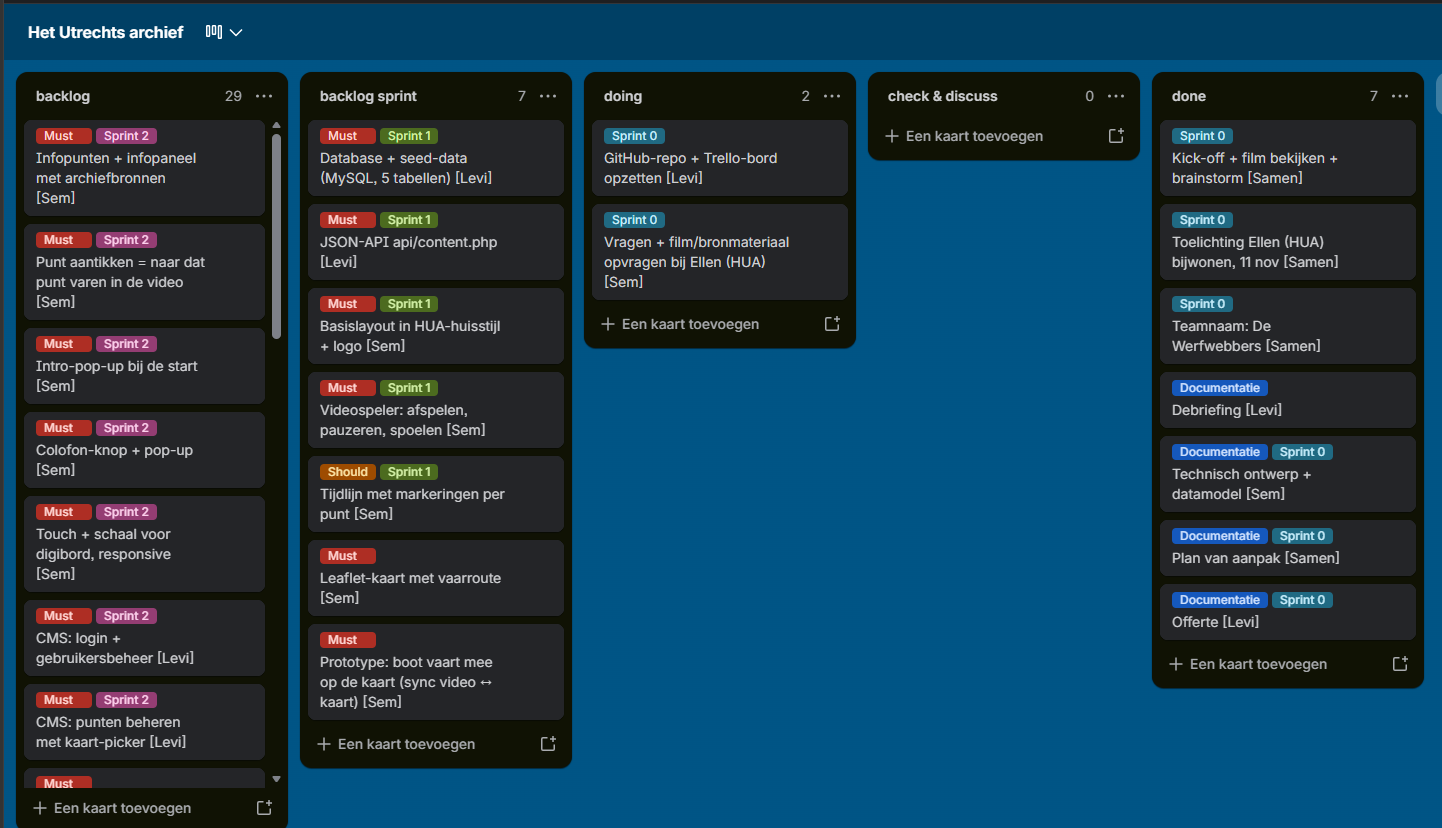 Het Utrechts archief
backlog 29
Must Sprint 2
Infopunten + infopaneel
met archiefbronnen
[Sem]
Must Sprint 2
Punt aantikken = naar dat
punt varen in de video
[Sem]
Must Sprint 2
Intro-pop-up bij de start
[Sem]
Must Sprint 2
Colofon-knop + pop-up
[Sem]
Must Sprint 2
Touch + schaal voor
digibord, responsive
[Sem]
Must Sprint 2
CMS: login +
gebruikersbeheer [Levi]
Must Sprint 2
CMS: punten beheren
met kaart-picker [Levi]
Must
Een kaart toevoegen
backlog sprint 7
Must Sprint 1
Database + seed-data
(MySQL, 5 tabellen) [Levi]
Must Sprint 1
JSON-API api/content.php
[Levi]
Must Sprint 1
Basislayout in HUA-huisstijl
+ logo [Sem]
Must Sprint 1
Videospeler: afspelen,
pauzeren, spoelen [Sem]
Should Sprint 1
Tijdlijn met markeringen per
punt [Sem]
Must
Leaflet-kaart met vaarroute
[Sem]
Must
Prototype: boot vaart mee
op de kaart (sync video ↔
kaart) [Sem]
Een kaart toevoegen
doing 2
Sprint 0
GitHub-repo + Trello-bord
opzetten [Levi]
Sprint 0
Vragen + film/bronmateriaal
opvragen bij Ellen (HUA)
[Sem]
Een kaart toevoegen
check & discuss 0
Een kaart toevoegen
done 7
Sprint 0
Kick-off + film bekijken +
brainstorm [Samen]
Sprint 0
Toelichting Ellen (HUA)
bijwonen, 11 nov [Samen]
Sprint 0
Teamnaam: De
Werfwebbers [Samen]
Documentatie
Debriefing [Levi]
Documentatie Sprint 0
Technisch ontwerp +
datamodel [Sem]
Documentatie Sprint 0
Plan van aanpak [Samen]
Documentatie Sprint 0
Offerte [Levi]
Een kaart toevoegen